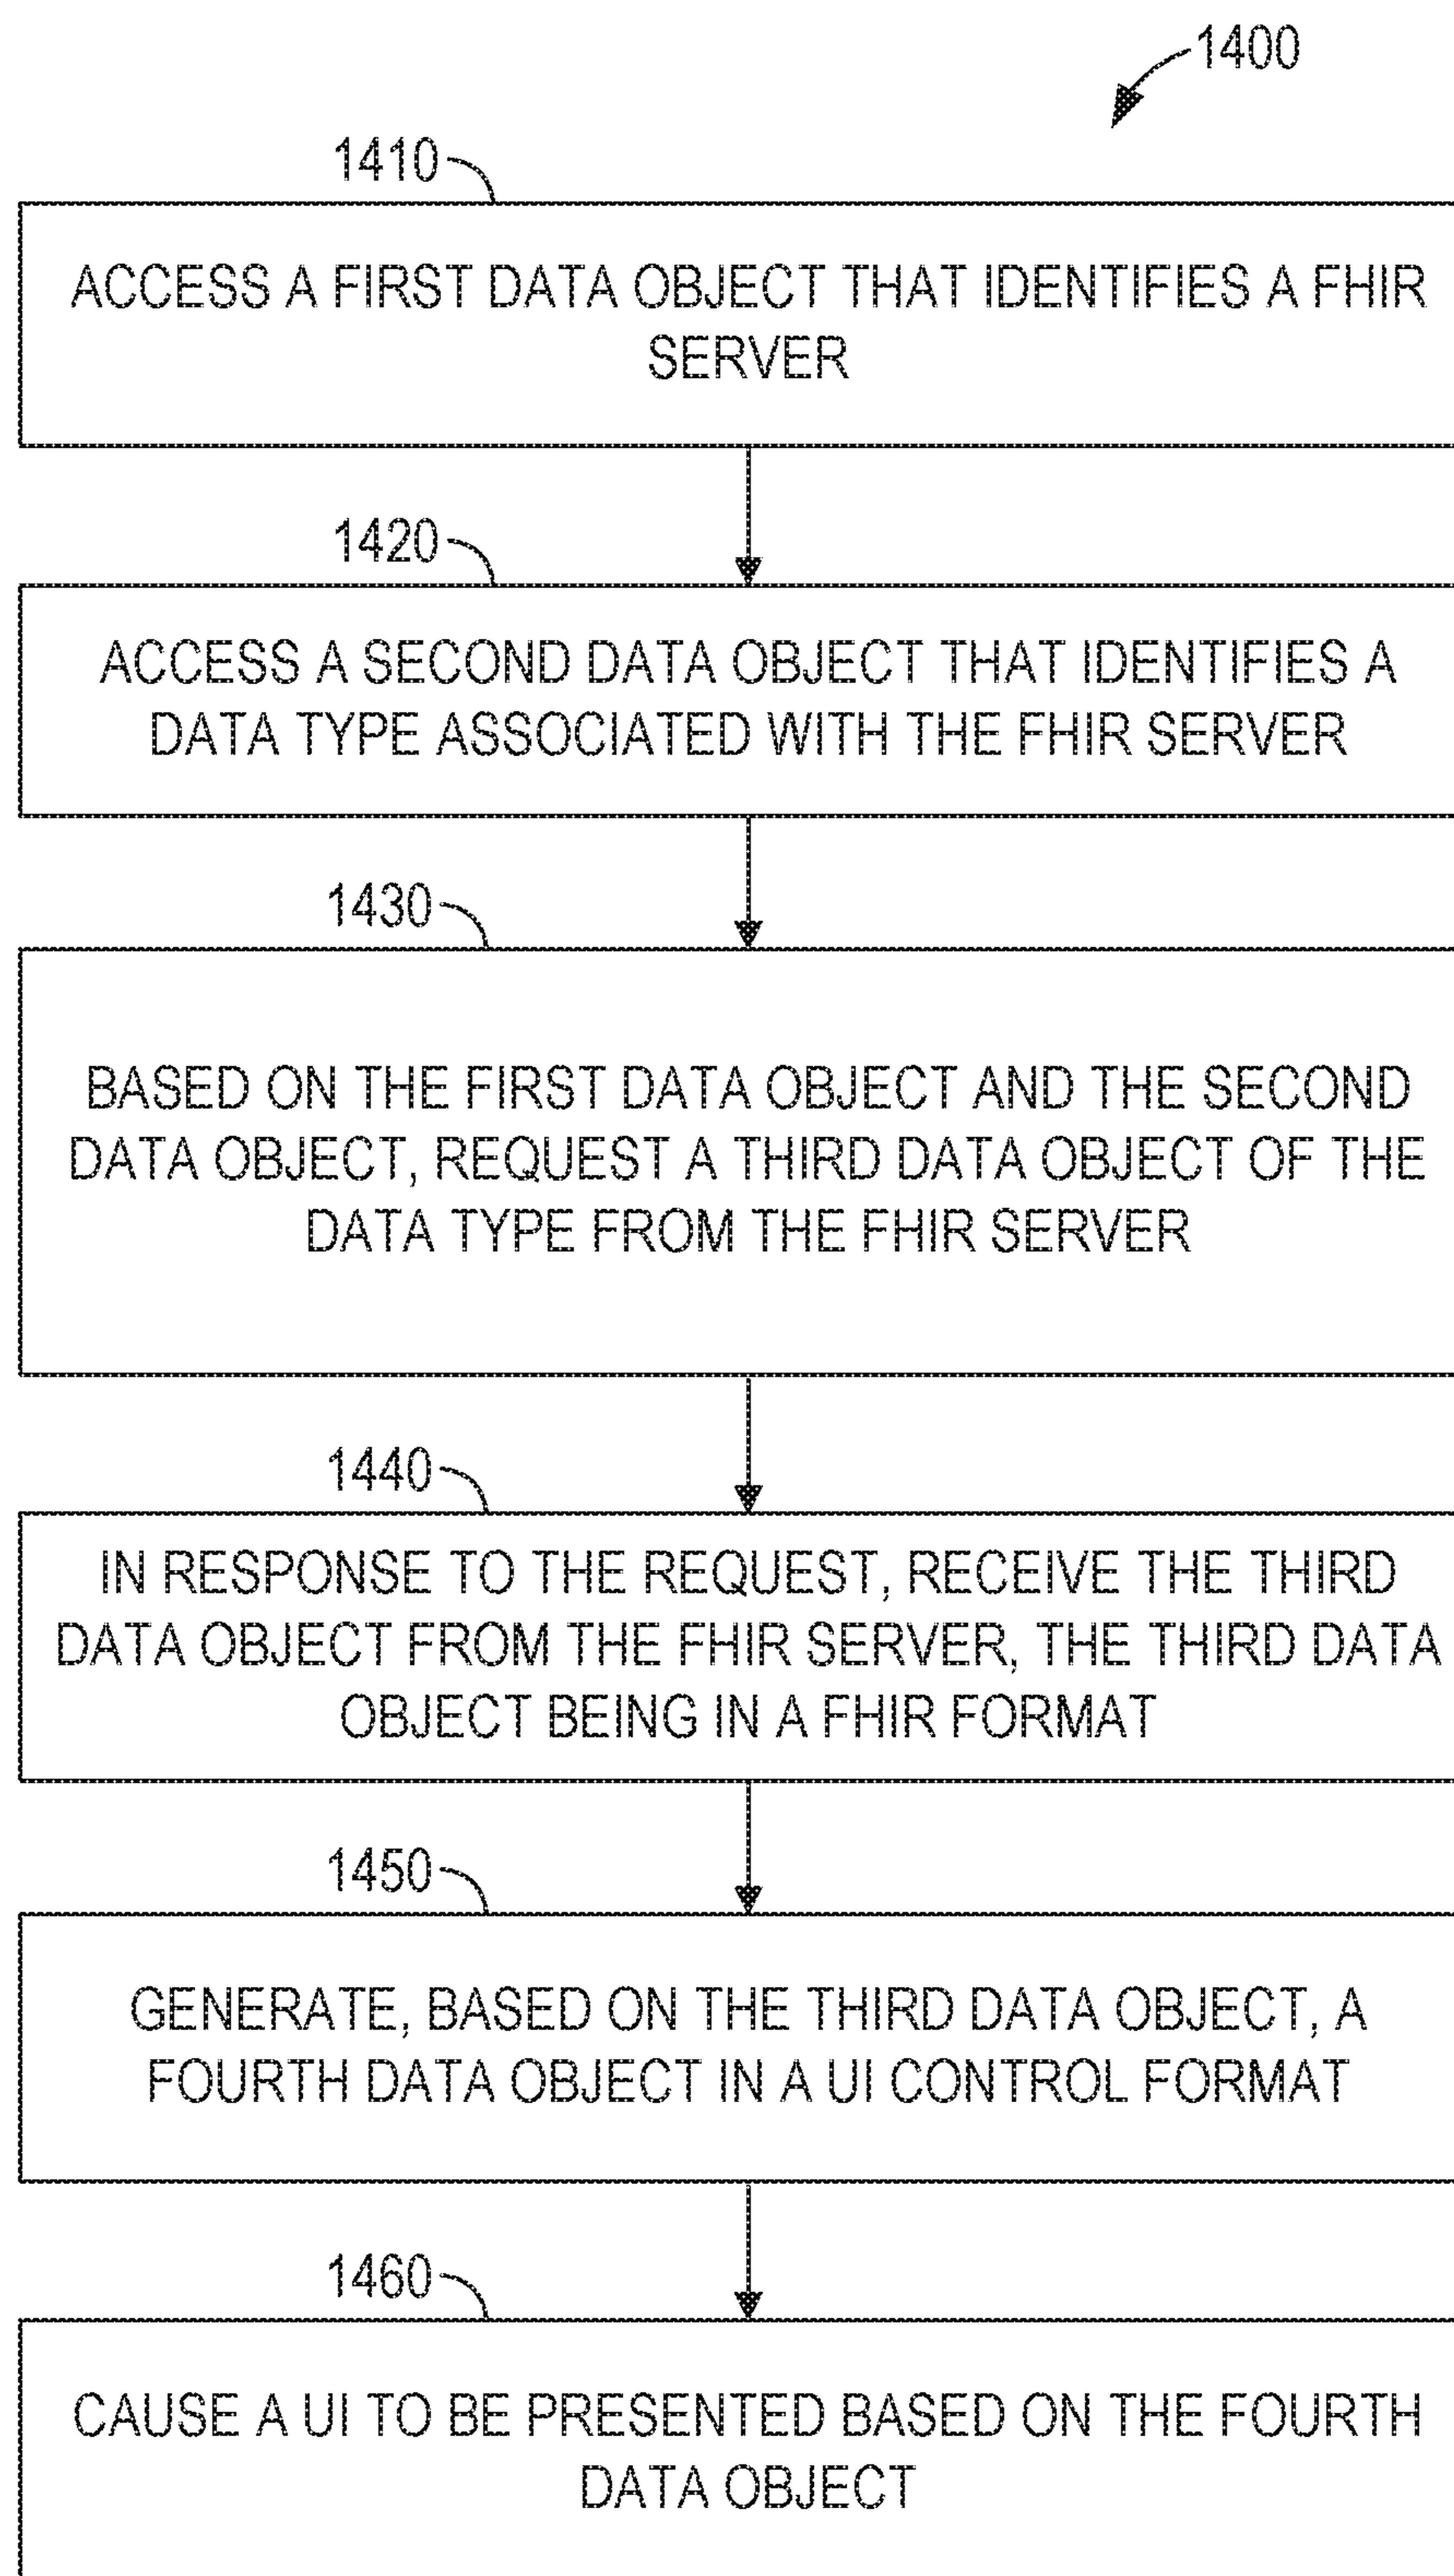 1400
1410
ACCESS A FIRST DATA OBJECT THAT IDENTIFIES A FHIR
SERVER
1420
ACCESS A SECOND DATA OBJECT THAT IDENTIFIES A
DATA TYPE ASSOCIATED WITH THE FHIR SERVER
1430
BASED ON THE FIRST DATA OBJECT AND THE SECOND
DATA OBJECT, REQUEST A THIRD DATA OBJECT OF THE
DATA TYPE FROM THE FHIR SERVER
1440
IN RESPONSE TO THE REQUEST, RECEIVE THE THIRD
DATA OBJECT FROM THE FHIR SERVER, THE THIRD DATA
OBJECT BEING IN A FHIR FORMAT
1450
GENERATE, BASED ON THE THIRD DATA OBJECT, A
FOURTH DATA OBJECT IN A UI CONTROL FORMAT
1460
CAUSE A UI TO BE PRESENTED BASED ON THE FOURTH
DATA OBJECT